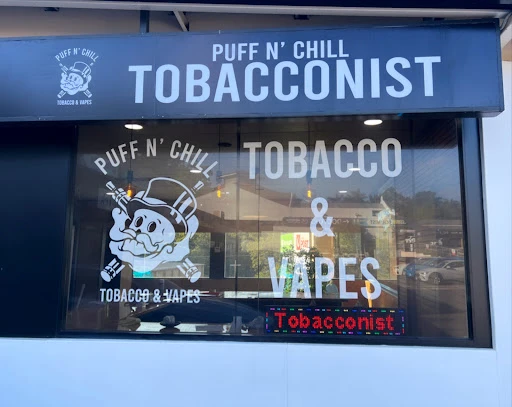 PUFF N' CHILL
TOBACCO & VAPES
PUFF N' CHILL
TOBACCONIST
PUFF N' CHILL
TOBACCO & VAPES
TOBACCO
&
VAPES
Tobacconist